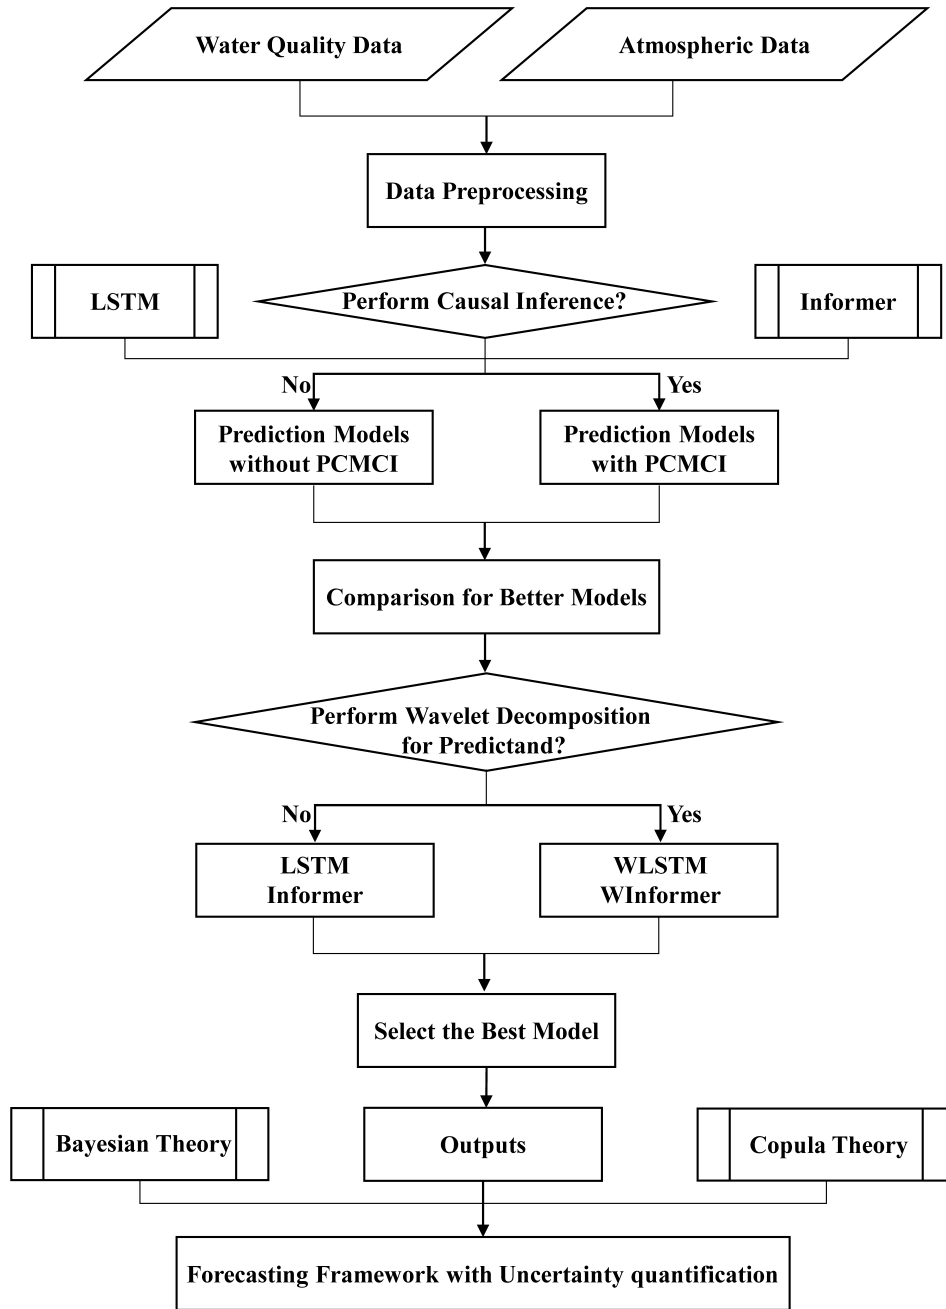 Water Quality Data
Atmospheric Data
Data Preprocessing
LSTM
Perform Causal Inference?
Informer
No
Yes
Prediction Models
without PCMCI
Prediction Models
with PCMCI
Comparison for Better Models
Perform Wavelet Decomposition
for Predictand?
No
Yes
LSTM
Informer
WLSTM
WInformer
Select the Best Model
Bayesian Theory
Outputs
Copula Theory
Forecasting Framework with Uncertainty quantification